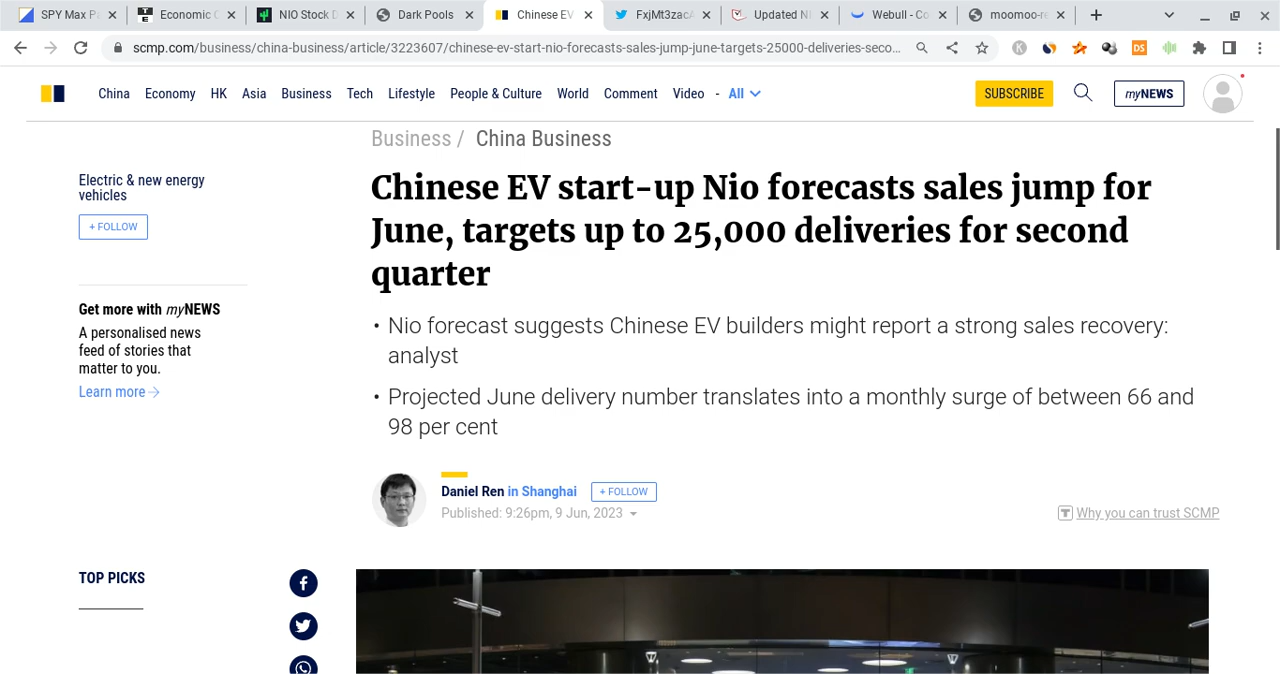 SPY Max P
Economic C
NIO Stock D
Dark Pools
Chinese EV
FxjMt3zacA
Updated NI
Webull - Co
moomoo-re
scmp.com/business/china-business/article/3223607/chinese-ev-start-nio-forecasts-sales-jump-june-targets-25000-deliveries-seco...
China Economy HK Asia Business Tech Lifestyle People & Culture World Comment Video - All
SUBSCRIBE
myNEWS
Business / China Business
Electric & new energy
vehicles
+ FOLLOW
Get more with myNEWS
A personalised news
feed of stories that
matter to you.
Learn more
Chinese EV start-up Nio forecasts sales jump for
June, targets up to 25,000 deliveries for second
quarter
• Nio forecast suggests Chinese EV builders might report a strong sales recovery:
analyst
• Projected June delivery number translates into a monthly surge of between 66 and
98 per cent
Daniel Ren in Shanghai
+ FOLLOW
Published: 9:26pm, 9 Jun, 2023
Why you can trust SCMP
TOP PICKS